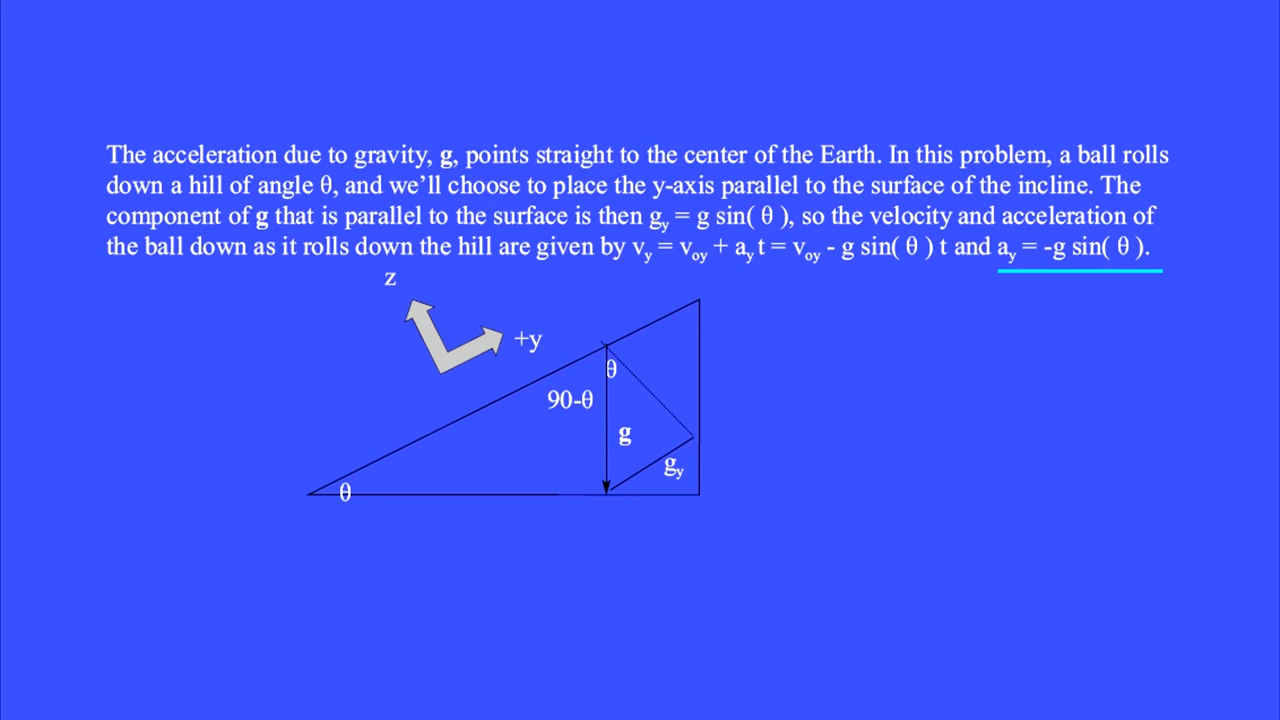 The acceleration due to gravity, g, points straight to the center of the Earth. In this problem, a ball rolls
down a hill of angle θ, and we'll choose to place the y-axis parallel to the surface of the incline. The
component of g that is parallel to the surface is then gy = g sin( θ ), so the velocity and acceleration of
the ball down as it rolls down the hill are given by vy = voy + ay t = voy - g sin( θ ) t and ay = -g sin( θ ).
z
+y
θ
90-θ
g
gy
θ